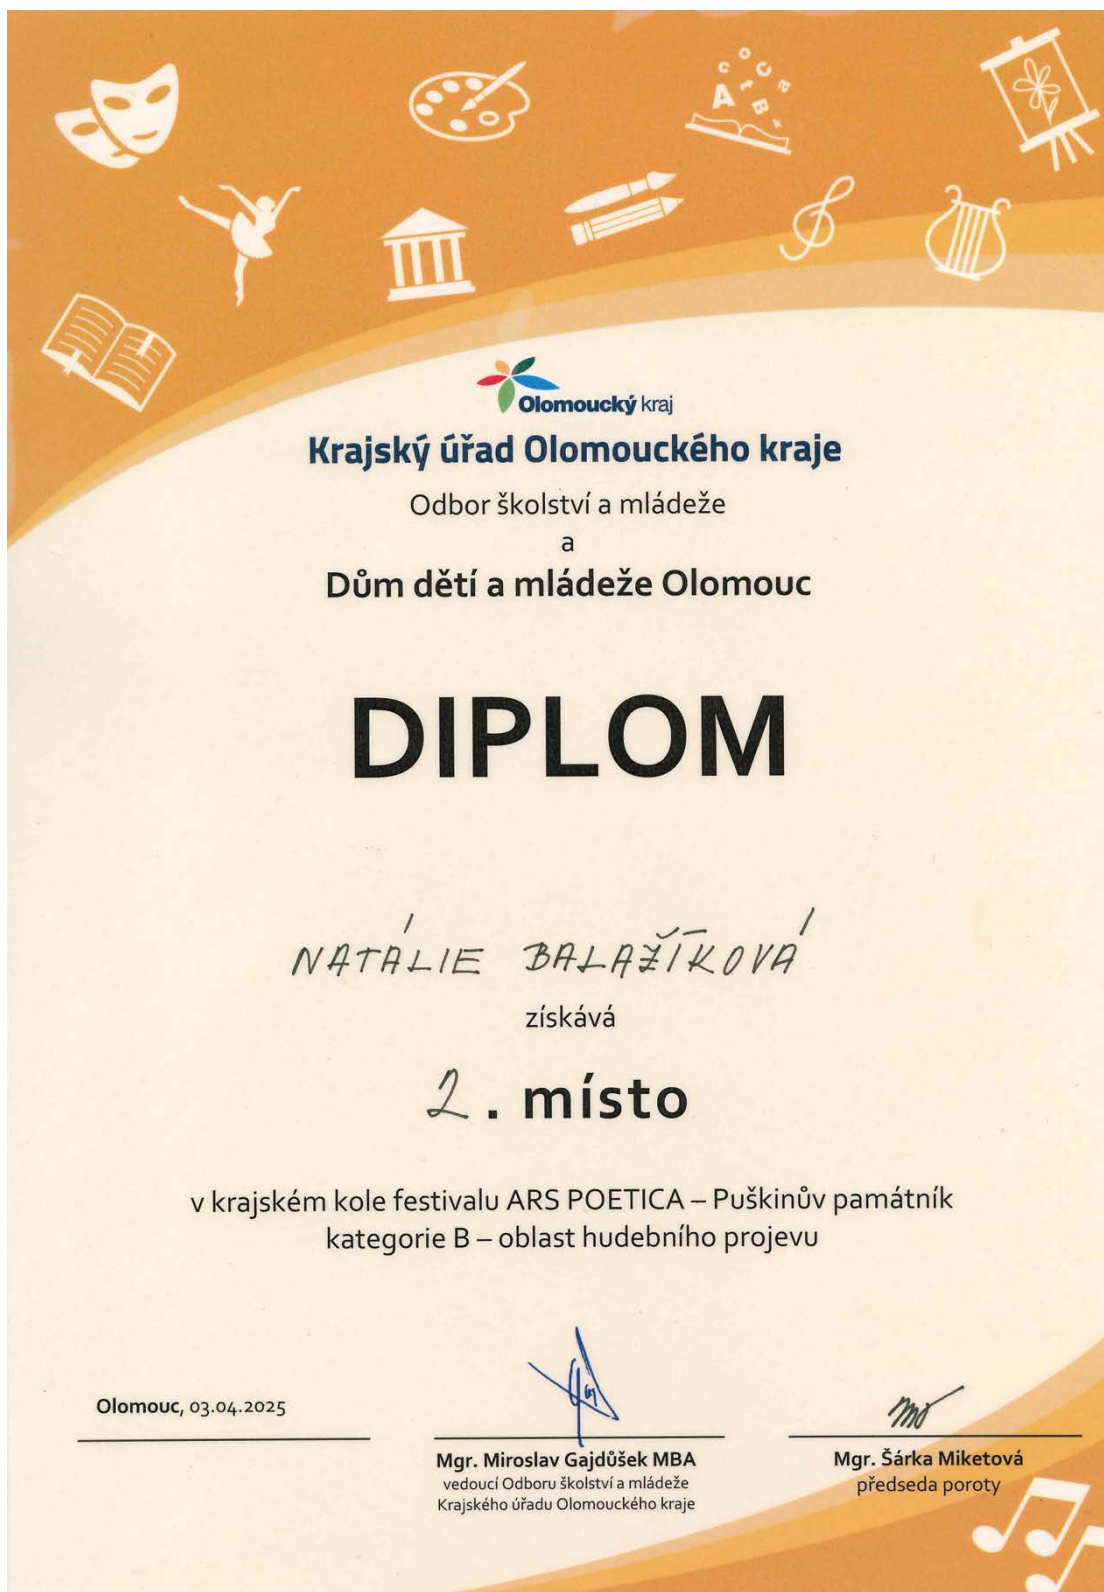 Olomoucký kraj
Krajský úřad Olomouckého kraje
Odbor školství a mládeže
a
Dům dětí a mládeže Olomouc
DIPLOM
NATÁLIE BALAŽÍKOVÁ
získává
2. místo
v krajském kole festivalu ARS POETICA – Puškinův památník
kategorie B – oblast hudebního projevu
Olomouc, 03.04.2025
Mgr. Miroslav Gajdůšek MBA
vedoucí Odboru školství a mládeže
Krajského úřadu Olomouckého kraje
Mgr. Šárka Miketová
předseda poroty